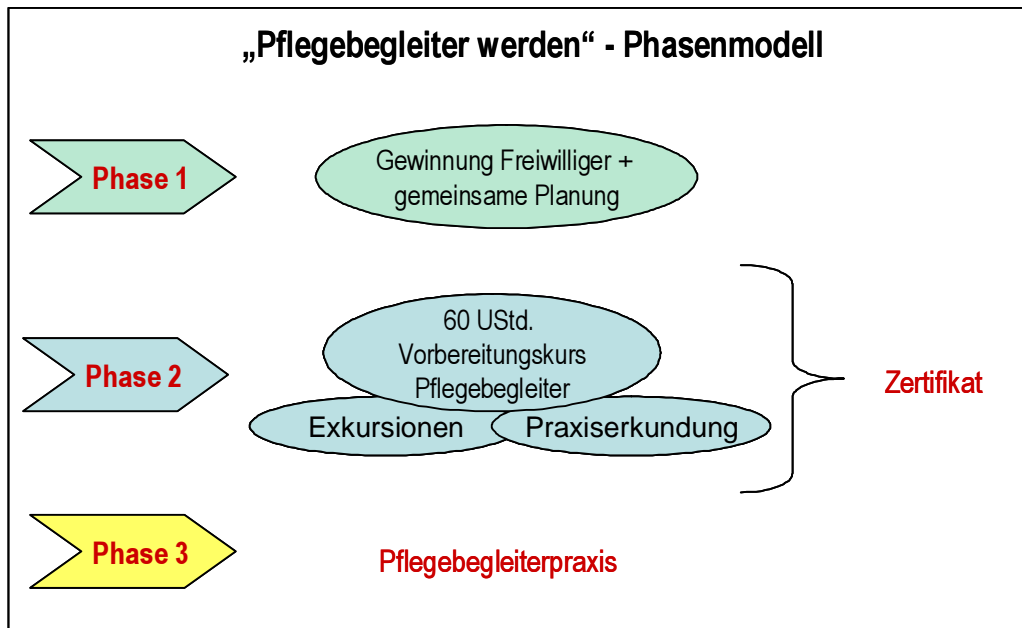 „Pflegebegleiter werden“ - Phasenmodell
Phase 1
Gewinnung Freiwilliger +
gemeinsame Planung
Phase 2
60 UStd.
Vorbereitungskurs
Pflegebegleiter
Exkursionen
Praxiserkundung
Zertifikat
Phase 3
Pflegebegleiterpraxis